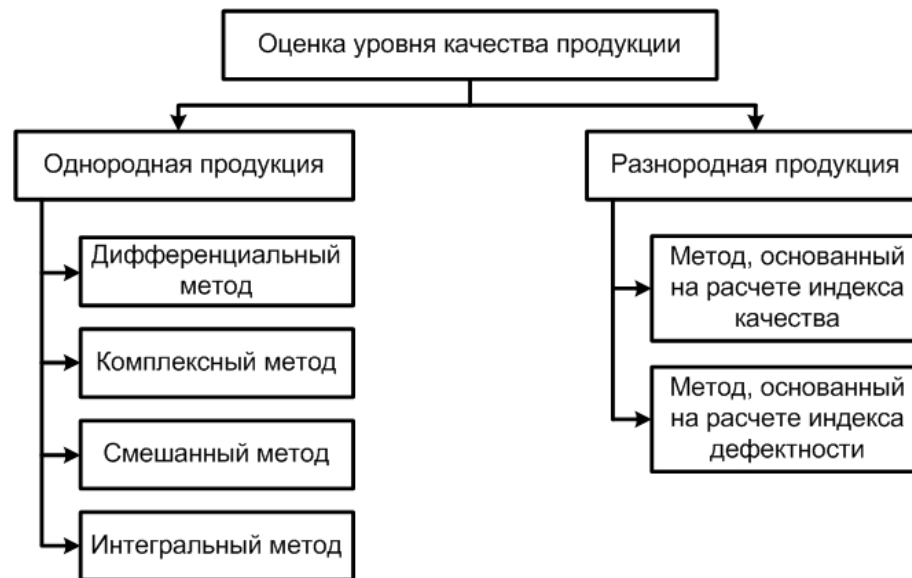 Оценка уровня качества продукции
Однородная продукция
Разнородная продукция
Дифференциальный
метод
Комплексный метод
Смешанный метод
Интегральный метод
Метод, основанный
на расчете индекса
качества
Метод, основанный
на расчете индекса
дефектности